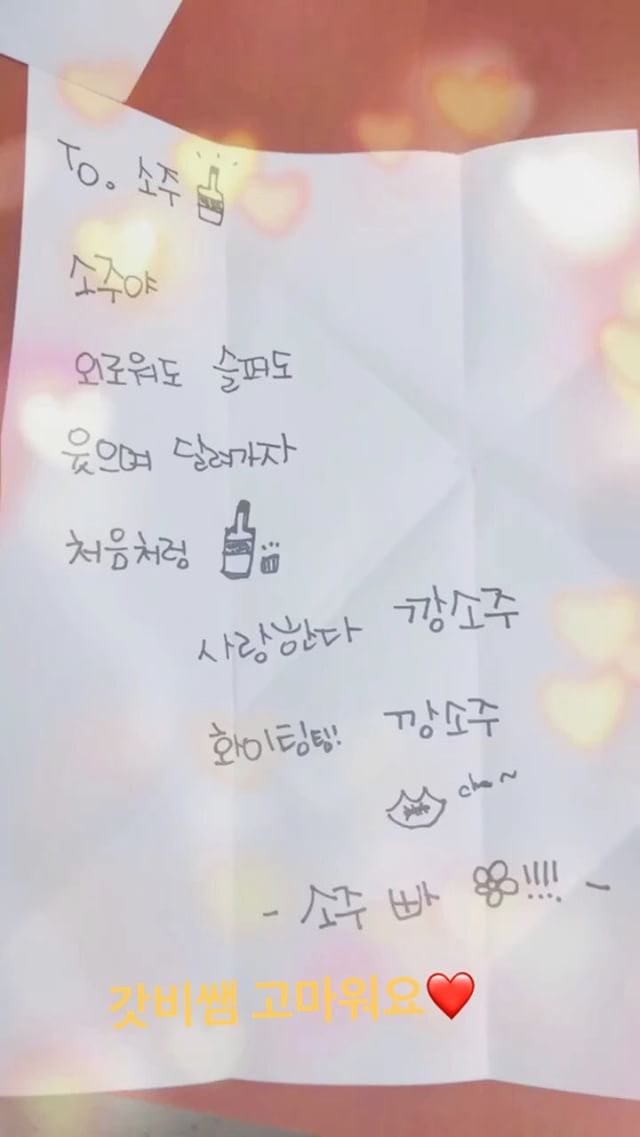 To. 소주
소주야
외로워도 슬퍼도
웃으며 달려가자
처음처럼
사랑한다 깡소주
화이팅팅! 깡소주
- 소주 빠 !!!! -
갓비쌤 고마워요❤️